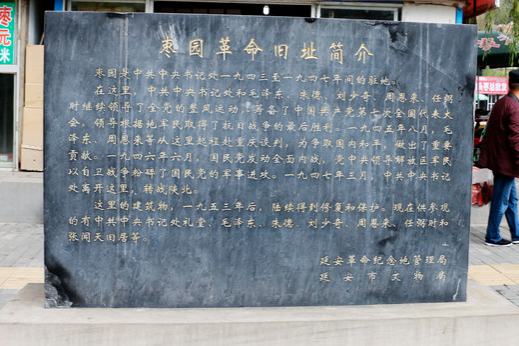 枣园革命旧址简介
枣园是中共中央书记处一九四三至一九四七年间的驻地。
在这里，中共中央书记处和毛泽东、朱德、刘少奇、周恩来、任弼
时继续领导了全党的整风运动，筹备了中国共产党第七次全国代表大
会，领导根据地军民取得了抗日战争的最后胜利。一九四五年八月，毛
泽东、周恩来等从这里起程赴重庆谈判，为争取国内和平，做出了重要
贡献。一九四六年六月，国民党发动全面内战，党中央领导解放区军民
以自卫战争粉碎了国民党的军事进攻。一九四七年三月，中共中央书记
处离开这里，转战陕北。
这里的建筑物，一九五三年后，陆续得到修复和保护。现在供参观
的有中共中央书记处礼堂、毛泽东、朱德、刘少奇、周恩来、任弼时和
张闻天旧居等。
延安革命纪念地管理局
延安市文物局
枣
元
米